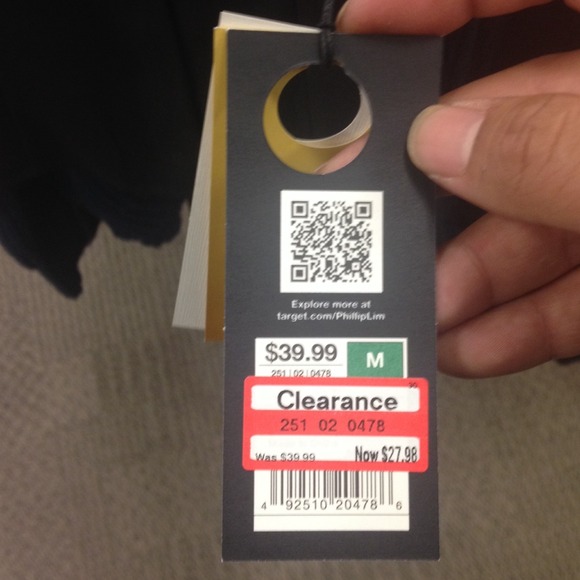 Explore more at
target.com/PhillipLim
$39.99 M
251 | 02 | 0478
30
Clearance
251 02 0478
Was $39.99 Now $27.98
4 92510 20478 6